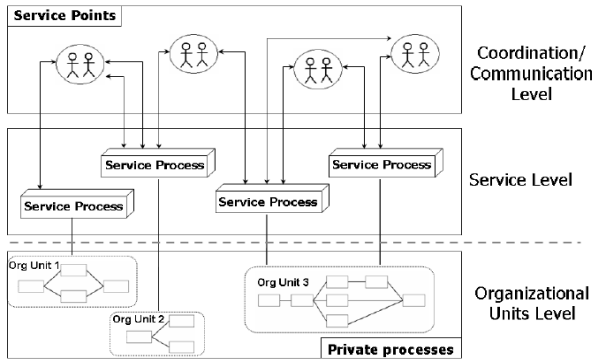 Service Points
Coordination/
Communication
Level
Service Process
Service Process
Service Process
Service Process
Service Level
Org Unit 1
Org Unit 2
Org Unit 3
Organizational
Units Level
Private processes